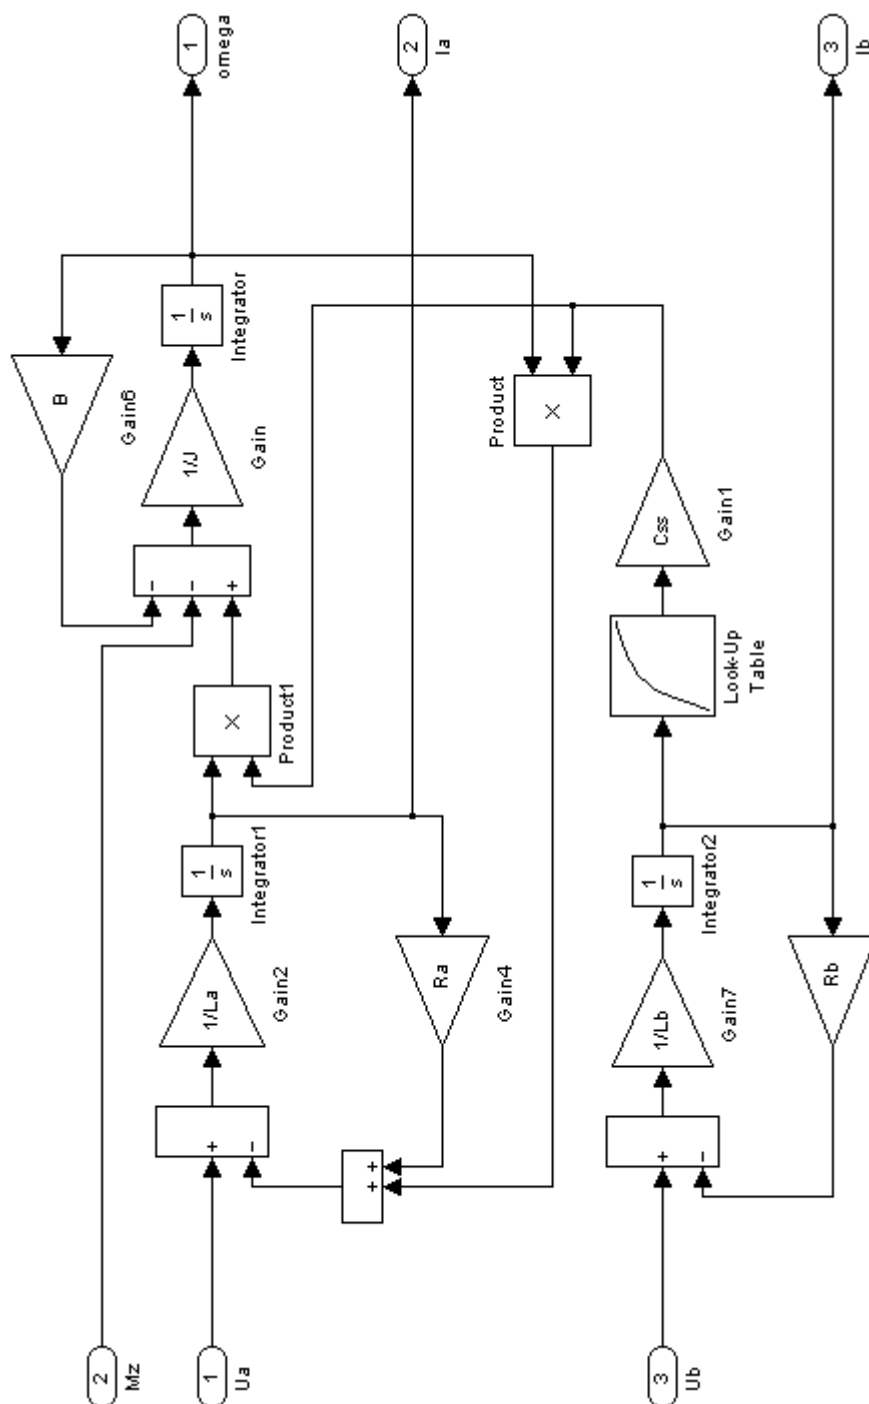 B
Gain6
2
Mz
-
-
+
1/J
Gain
1
s
Integrator
1
omega
1
Ua
+
-
1/La
Gain2
1
s
Integrator1
×
Product1
+
+
Ra
Gain4
2
Ia
×
Product
3
Ub
+
-
1/Lb
Gain7
1
s
Integrator2
Look-Up
Table
Css
Gain1
Rb
3
Ib